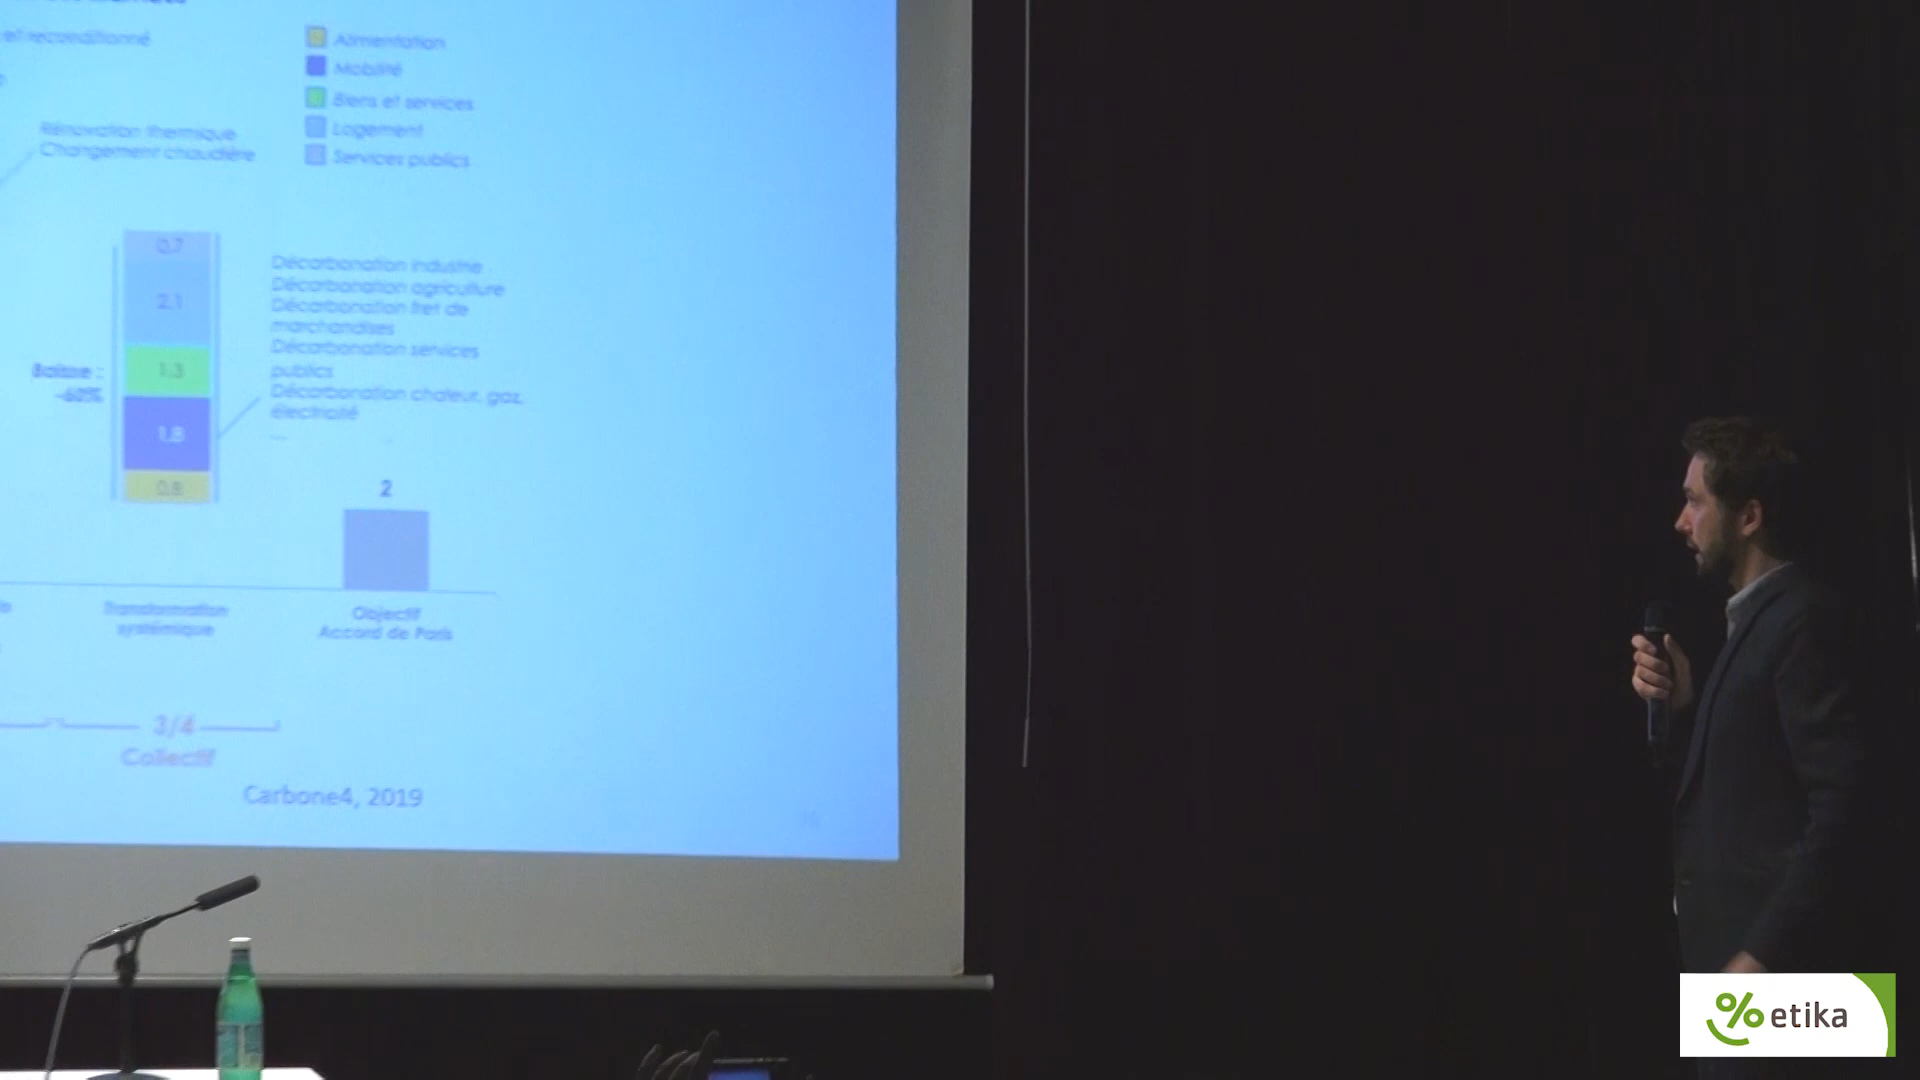 et reconditionné
Alimentation
Mobilité
Biens et services
Logement
Services publics
Rénovation thermique
Changement chaudière
0,7
2,1
1,3
1,8
0,8
Baisse :
-60%
Décarbonation industrie
Décarbonation agriculture
Décarbonation fret de
marchandises
Décarbonation services
publics
Décarbonation chaleur, gaz,
électricité
...
2
Transformation
systémique
Objectif
Accord de Paris
3/4
Collectif
Carbone4, 2019
% etika